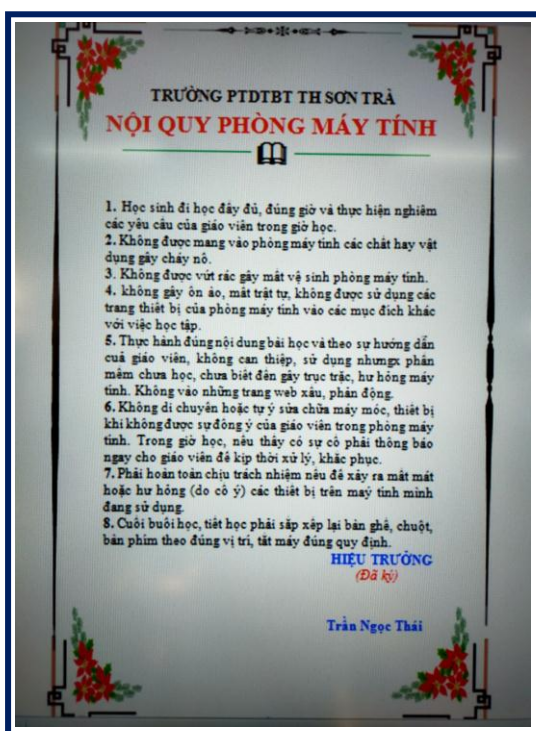 TRƯỜNG PTDTBT TH SƠN TRÀ
NỘI QUY PHÒNG MÁY TÍNH
1. Học sinh đi học đầy đủ, đúng giờ và thực hiện nghiêm
các yêu cầu của giáo viên trong giờ học.
2. Không được mang vào phòng máy tính các chất hay vật
dụng gây cháy nổ.
3. Không được vứt rác gây mất vệ sinh phòng máy tính.
4. không gây ồn ào, mất trật tự, không được sử dụng các
trang thiết bị của phòng máy tính vào các mục đích khác
với việc học tập.
5. Thực hành đúng nội dung bài học và theo sự hướng dẫn
cuả giáo viên, không can thiệp, sử dụng nhưngx phần
mềm chưa học, chưa biết đến gây trục trặc, hư hỏng máy
tính. Không vào những trang web xấu, phản động.
6. Không di chuyển hoặc tự ý sửa chữa máy móc, thiết bị
khi không được sự đồng ý của giáo viên trong phòng máy
tính. Trong giờ học, nếu thấy có sự cố phải thông báo
ngay cho giáo viên để kịp thời xử lý, khắc phục.
7. Phải hoàn toàn chịu trách nhiệm nếu để xảy ra mất mát
hoặc hư hỏng (do cố ý) các thiết bị trên maý tính mình
đang sử dụng.
8. Cuối buổi học, tiết học phải sắp xếp lại bàn ghế, chuột,
bàn phím theo đúng vị trí, tắt máy đúng quy định.
HIỆU TRƯỞNG
(Đã ký)
Trần Ngọc Thái